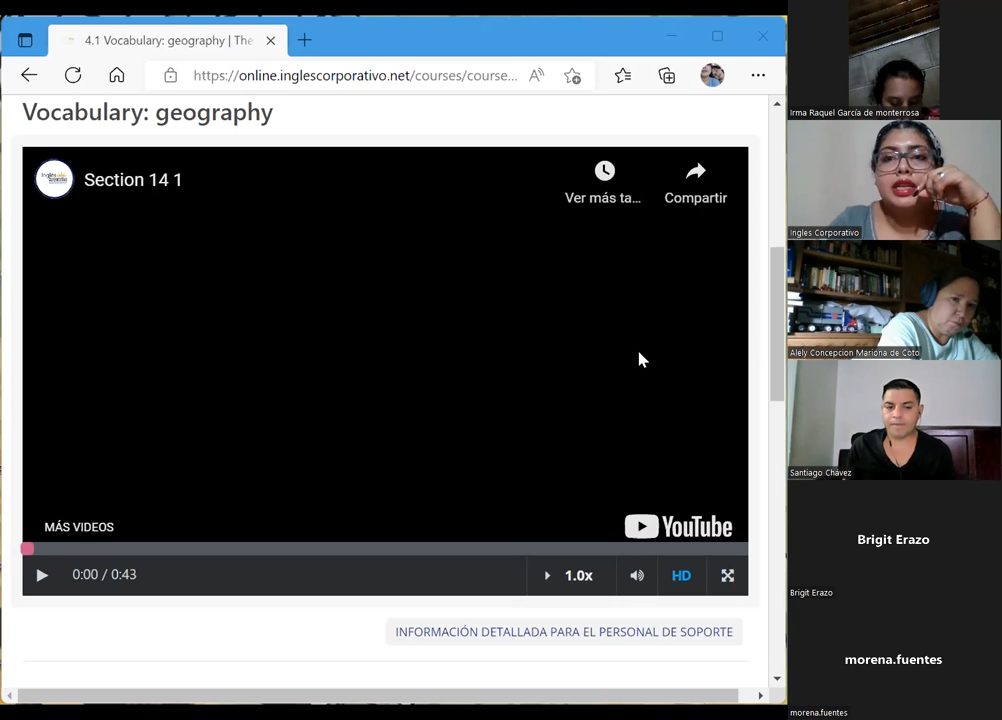 4.1 Vocabulary: geography | The
https://online.inglescorporativo.net/courses/course...
Vocabulary: geography
Section 14 1
Ver más ta...
Compartir
MÁS VIDEOS
YouTube
0:00 / 0:43
1.0x
HD
INFORMACIÓN DETALLADA PARA EL PERSONAL DE SOPORTE
Irma Raquel García de monterrosa
Ingles Corporativo
Alely Concepcion Mariona de Coto
Santiago Chávez
Brigit Erazo
Brigit Erazo
morena.fuentes
morena.fuentes